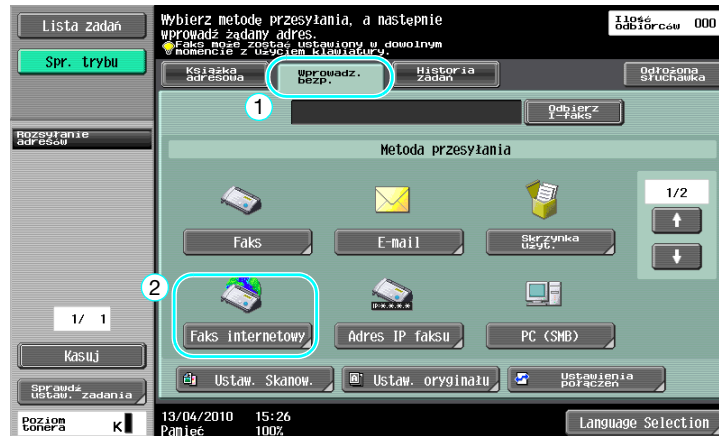 Lista zadań
Wybierz metodę przesyłania, a następnie
wprowadź żądany adres.
Faks może zostać ustawiony w dowolnym
momencie z użyciem klawiatury.
Ilość
odbiorców 000
Spr. trybu
Książka
adresowa
Wprowadz.
bezp.
Historia
zadań
Odłożona
słuchawka
1
Odbierz
I-faks
Rozsyłanie
adresów
Metoda przesyłania
1/2
Faks
E-mail
Skrzynka
użyt.
2
IP:*.*.*.*
Faks internetowy
Adres IP faksu
PC (SMB)
1/ 1
Kasuj
Sprawdź
ustaw. zadania
Ustaw. Skanow.
Ustaw. oryginału
Ustawienia
połączeń
Poziom
tonera K
13/04/2010 15:26
Pamięć 100%
Language Selection